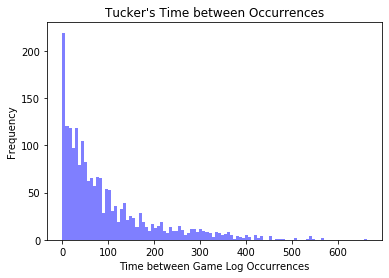 Tucker's Time between Occurrences
Frequency
200
150
100
50
0
0 100 200 300 400 500 600
Time between Game Log Occurrences